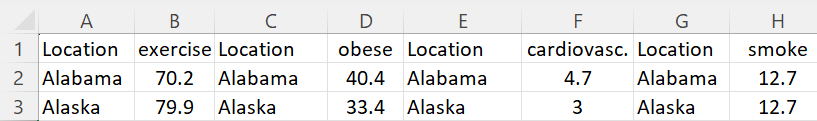 A B C D E F G H
1 Location exercise Location obese Location cardiovasc. Location smoke
2 Alabama 70.2 Alabama 40.4 Alabama 4.7 Alabama 12.7
3 Alaska 79.9 Alaska 33.4 Alaska 3 Alaska 12.7